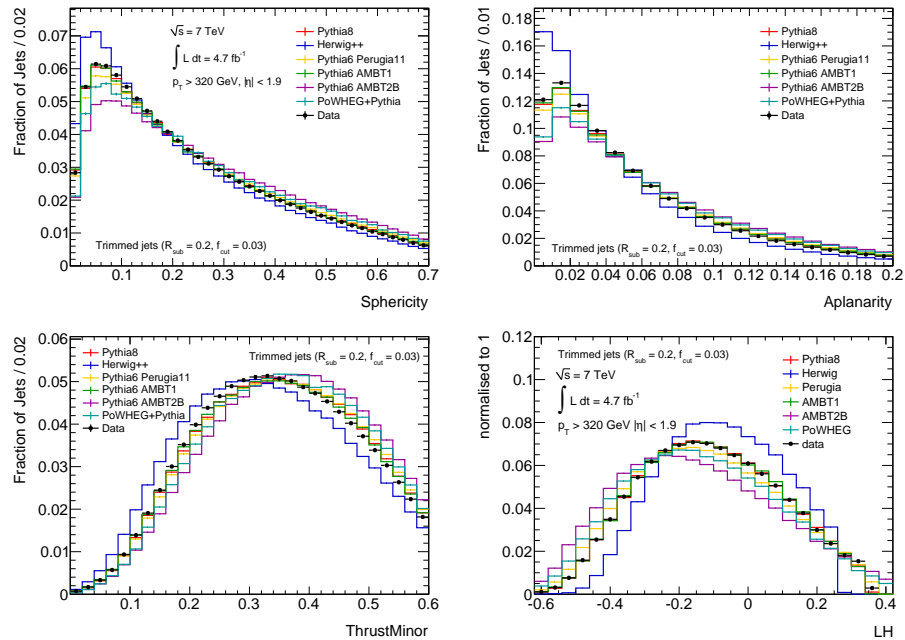 Fraction of Jets / 0.02
0.07
0.06
0.05
0.04
0.03
0.02
0.01
0
√s = 7 TeV
∫ L dt = 4.7 fb⁻¹
p_T > 320 GeV, |η| < 1.9
Pythia8
Herwig++
Pythia6 Perugia11
Pythia6 AMBT1
Pythia6 AMBT2B
PoWHEG+Pythia
Data
Trimmed jets (R_sub = 0.2, f_cut = 0.03)
0.1 0.2 0.3 0.4 0.5 0.6 0.7
Sphericity
Fraction of Jets / 0.01
0.18
0.16
0.14
0.12
0.1
0.08
0.06
0.04
0.02
0
Pythia8
Herwig++
Pythia6 Perugia11
Pythia6 AMBT1
Pythia6 AMBT2B
PoWHEG+Pythia
Data
Trimmed jets (R_sub = 0.2, f_cut = 0.03)
0.02 0.04 0.06 0.08 0.1 0.12 0.14 0.16 0.18 0.2
Aplanarity
Fraction of Jets / 0.02
0.06
0.05
0.04
0.03
0.02
0.01
0
Pythia8
Herwig++
Pythia6 Perugia11
Pythia6 AMBT1
Pythia6 AMBT2B
PoWHEG+Pythia
Data
Trimmed jets (R_sub = 0.2, f_cut = 0.03)
0.1 0.2 0.3 0.4 0.5 0.6
ThrustMinor
normalised to 1
0.12
0.1
0.08
0.06
0.04
0.02
0
Trimmed jets (R_sub = 0.2, f_cut = 0.03)
√s = 7 TeV
∫ L dt = 4.7 fb⁻¹
p_T > 320 GeV |η| < 1.9
Pythia8
Herwig
Perugia
AMBT1
AMBT2B
PoWHEG
data
-0.6 -0.4 -0.2 0 0.2 0.4
LH